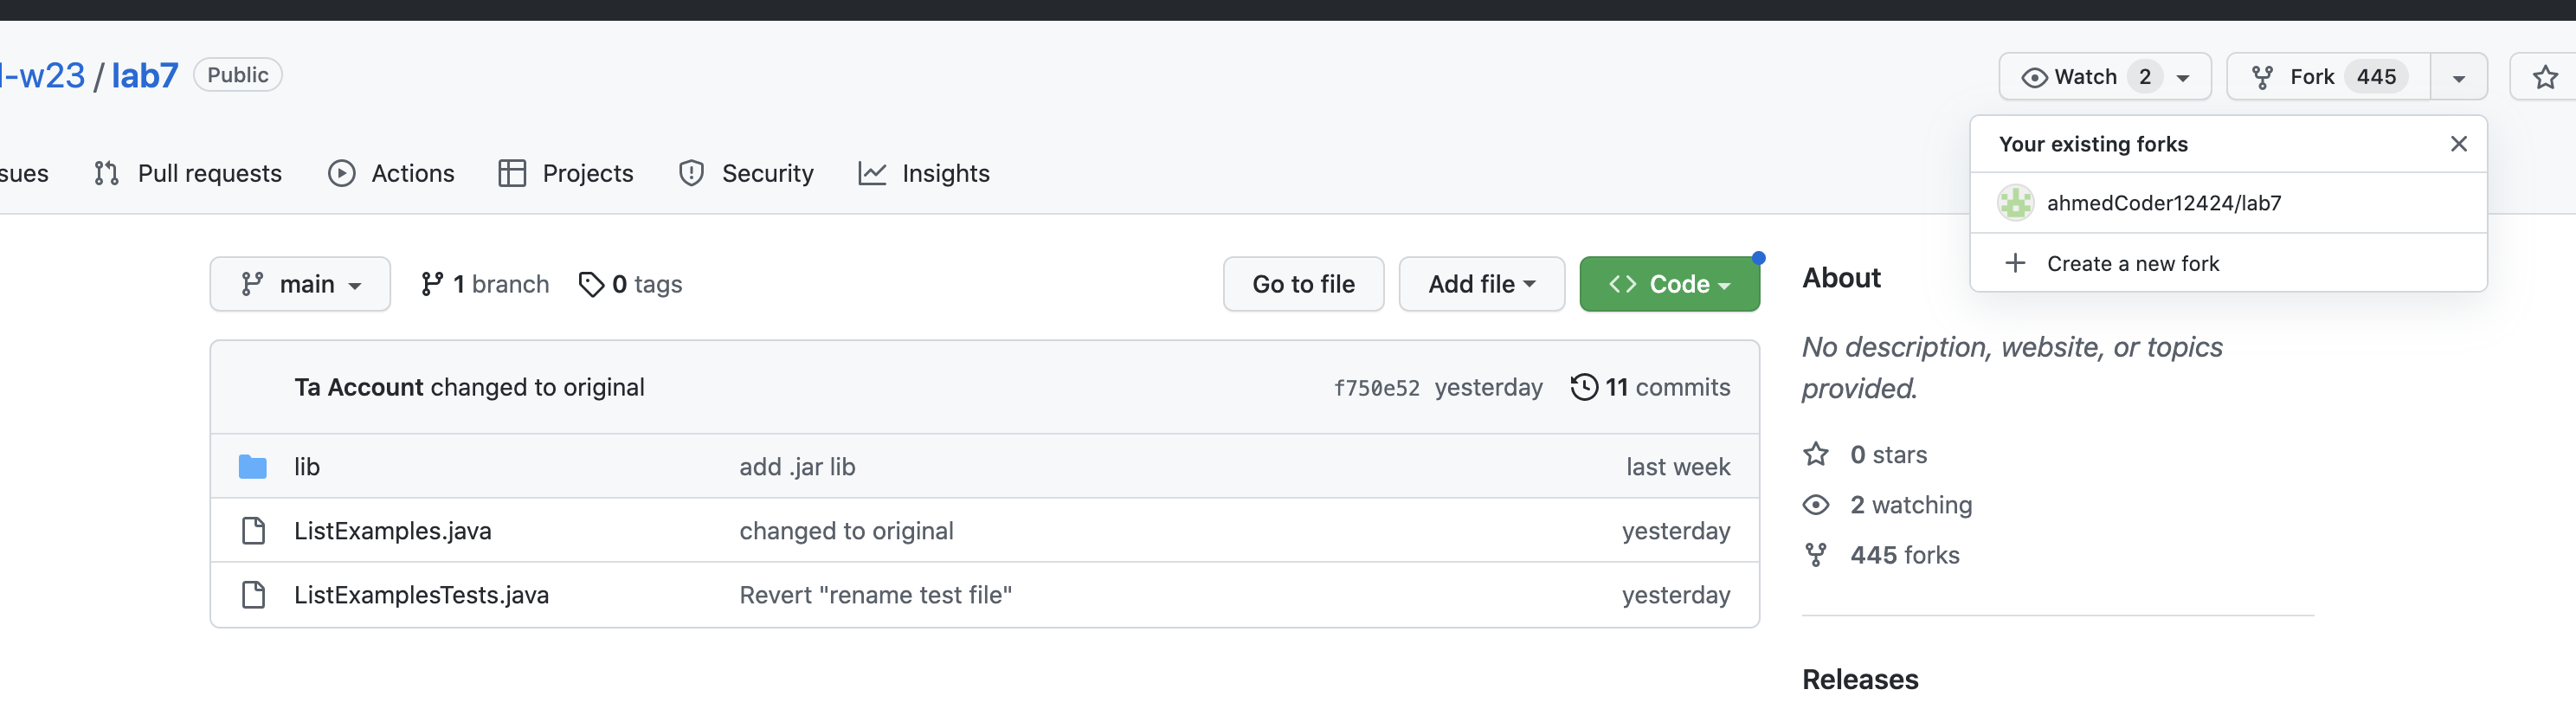 -w23 / lab7 Public
Watch 2
Fork 445
Pull requests
Actions
Projects
Security
Insights
Your existing forks
ahmedCoder12424/lab7
Create a new fork
main
1 branch
0 tags
Go to file
Add file
Code
Ta Account changed to original f750e52 yesterday 11 commits
lib add .jar lib last week
ListExamples.java changed to original yesterday
ListExamplesTests.java Revert "rename test file" yesterday
About
No description, website, or topics
provided.
0 stars
2 watching
445 forks
Releases